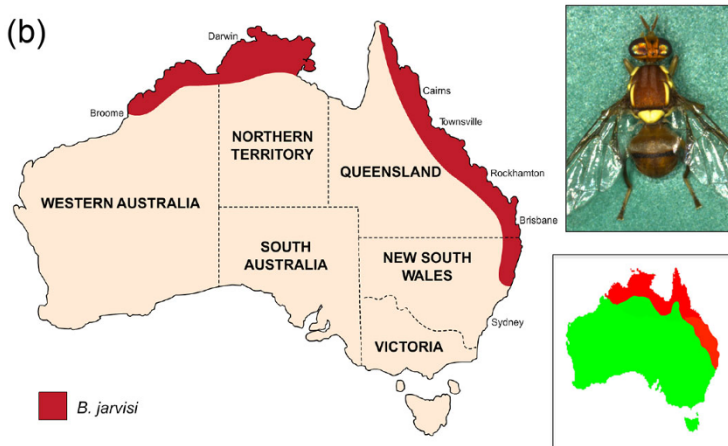 (b)
Darwin
Broome
Cairns
Townsville
NORTHERN
TERRITORY
QUEENSLAND
Rockhamton
WESTERN AUSTRALIA
Brisbane
SOUTH
AUSTRALIA
NEW SOUTH
WALES
Sydney
VICTORIA
B. jarvisi